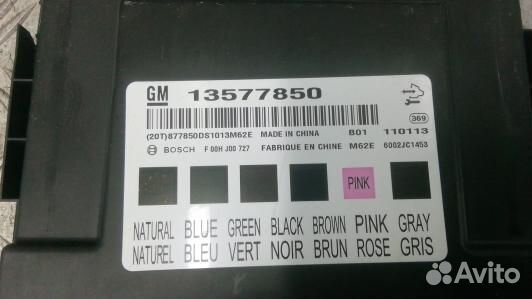 GM 13577850
369
(20T)877850DS1013M62E MADE IN CHINA B01 110113
BOSCH F 00H J00 727 FABRIQUE EN CHINE M62E 6002JC1453
PINK
NATURAL BLUE GREEN BLACK BROWN PINK GRAY
NATUREL BLEU VERT NOIR BRUN ROSE GRIS
Avito